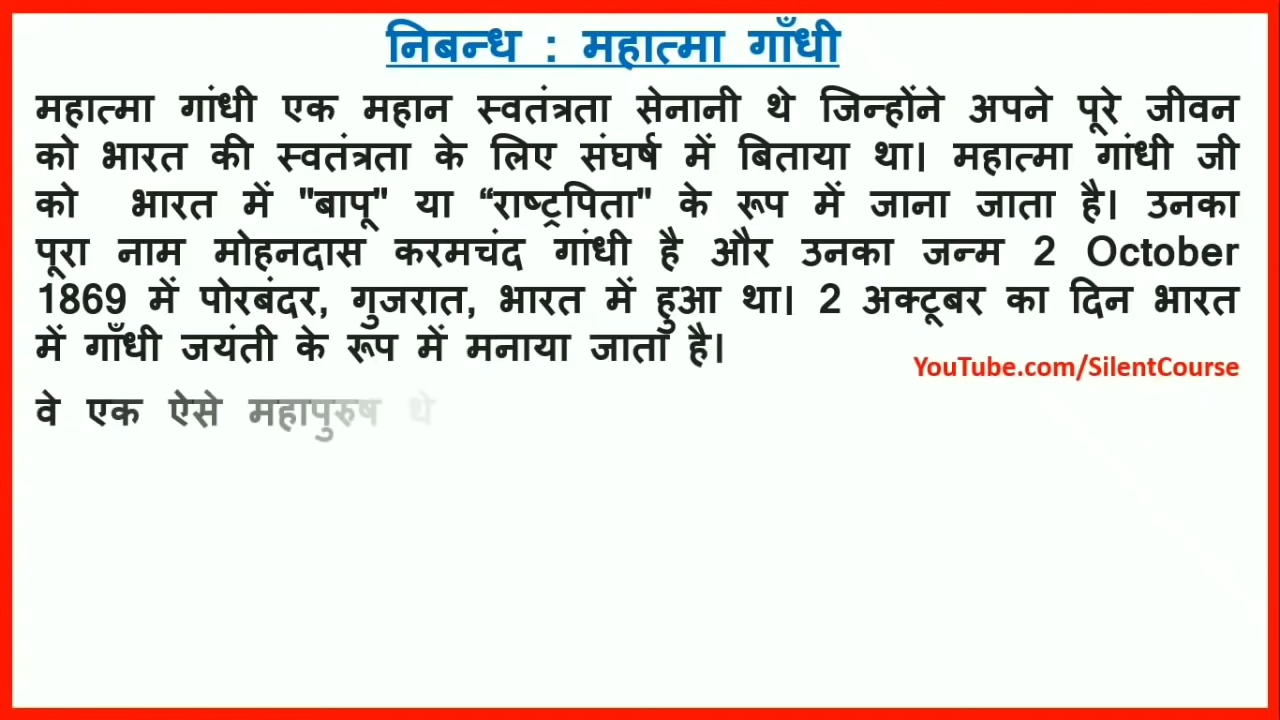 निबन्ध : महात्मा गाँधी
महात्मा गांधी एक महान स्वतंत्रता सेनानी थे जिन्होंने अपने पूरे जीवन
को भारत की स्वतंत्रता के लिए संघर्ष में बिताया था। महात्मा गांधी जी
को भारत में "बापू" या “राष्ट्रपिता" के रूप में जाना जाता है। उनका
पूरा नाम मोहनदास करमचंद गांधी है और उनका जन्म 2 October
1869 में पोरबंदर, गुजरात, भारत में हुआ था। 2 अक्टूबर का दिन भारत
में गाँधी जयंती के रूप में मनाया जाता है।
YouTube.com/SilentCourse
वे एक ऐसे महापुरुष थे